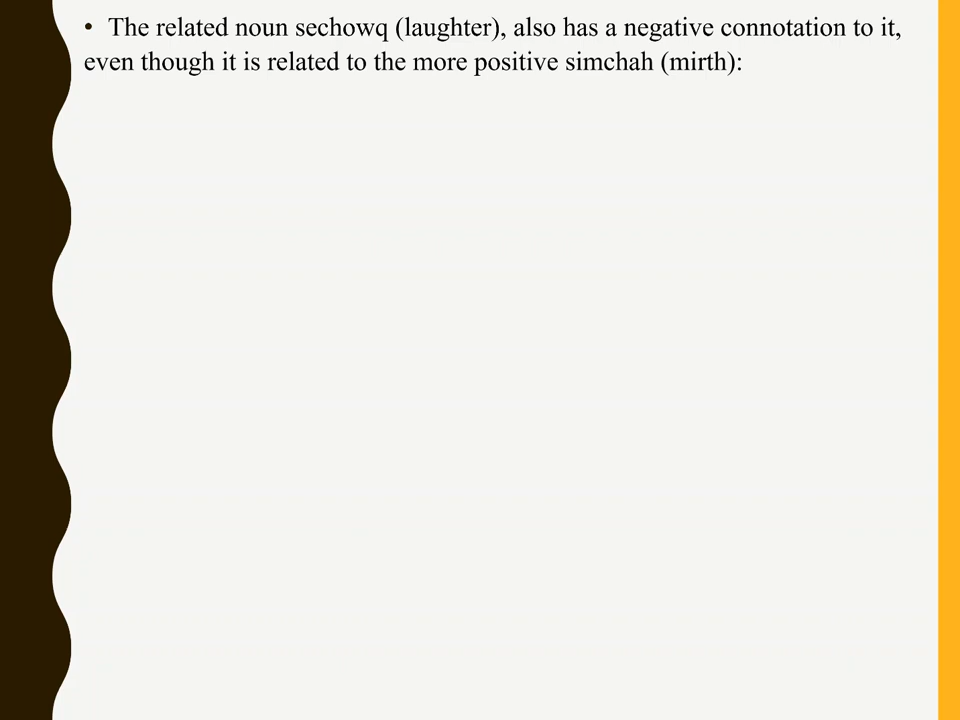 • The related noun sechowq (laughter), also has a negative connotation to it,
even though it is related to the more positive simchah (mirth):